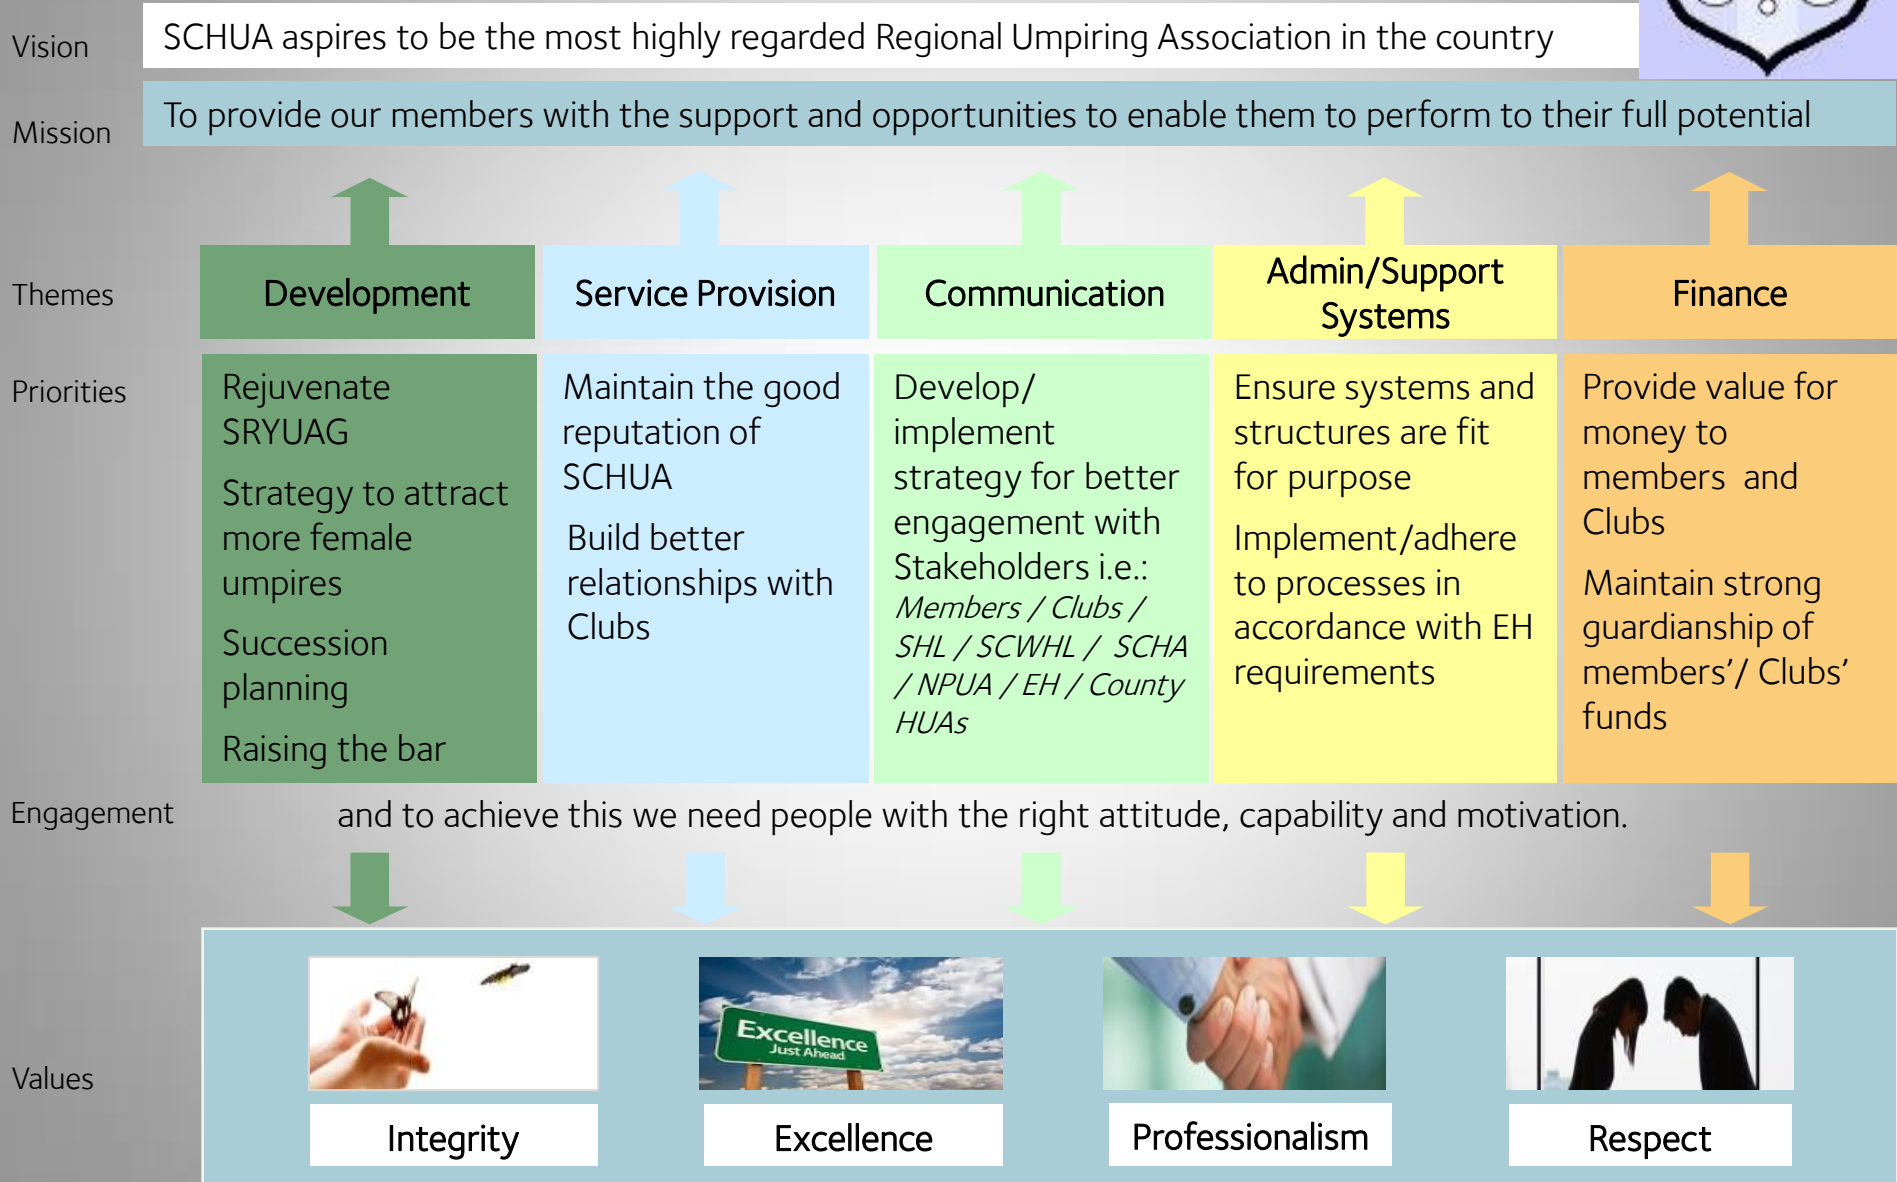 Vision
SCHUA aspires to be the most highly regarded Regional Umpiring Association in the country
Mission
To provide our members with the support and opportunities to enable them to perform to their full potential
Themes
Development
Service Provision
Communication
Admin/Support
Systems
Finance
Priorities
Rejuvenate
SRYUAG
Strategy to attract
more female
umpires
Succession
planning
Raising the bar
Maintain the good
reputation of
SCHUA
Build better
relationships with
Clubs
Develop/
implement
strategy for better
engagement with
Stakeholders i.e.:
Members / Clubs /
SHL / SCWHL / SCHA
/ NPUA / EH / County
HUAs
Ensure systems and
structures are fit
for purpose
Implement/adhere
to processes in
accordance with EH
requirements
Provide value for
money to
members and
Clubs
Maintain strong
guardianship of
members’/ Clubs’
funds
Engagement
and to achieve this we need people with the right attitude, capability and motivation.
Values
Excellence
Just Ahead
Integrity
Excellence
Professionalism
Respect